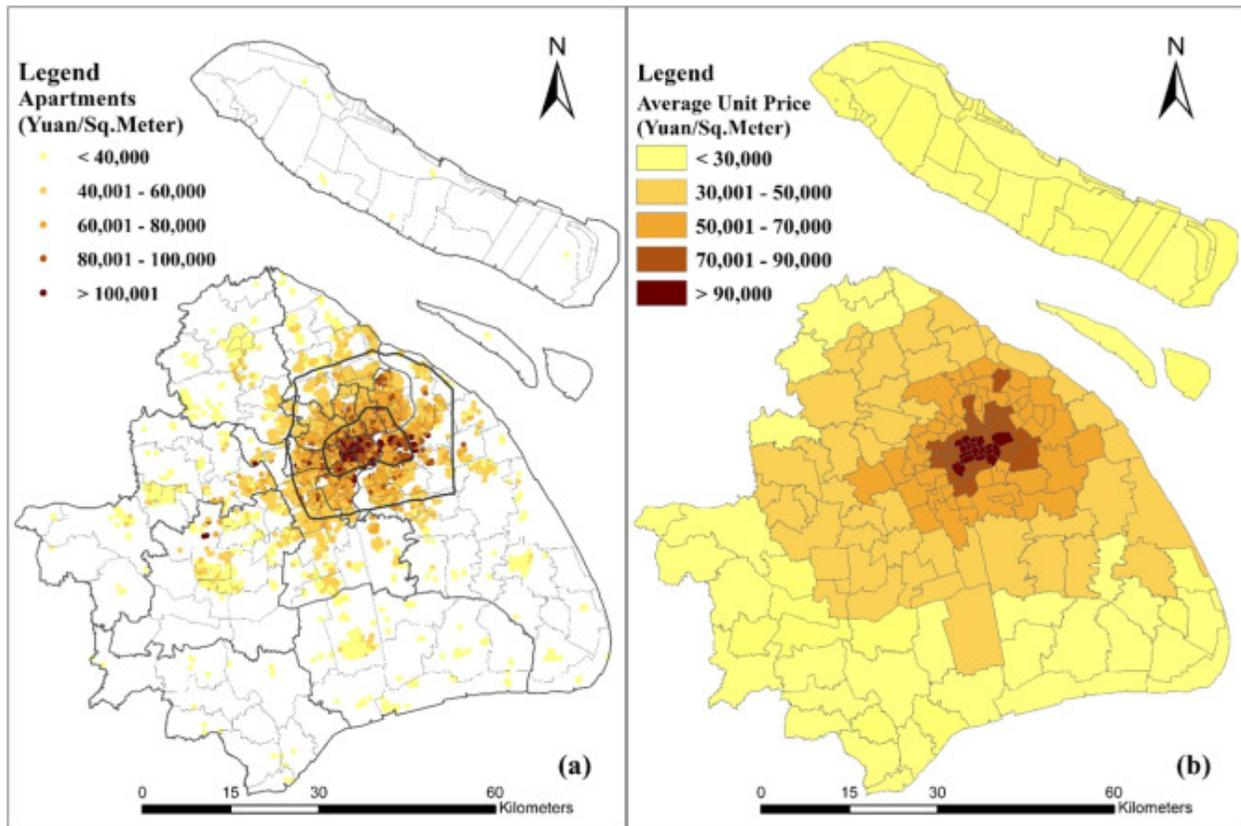 N
Legend
Apartments
(Yuan/Sq.Meter)
< 40,000
40,001 - 60,000
60,001 - 80,000
80,001 - 100,000
> 100,001
(a)
0 15 30 60
Kilometers
N
Legend
Average Unit Price
(Yuan/Sq.Meter)
< 30,000
30,001 - 50,000
50,001 - 70,000
70,001 - 90,000
> 90,000
(b)
0 15 30 60
Kilometers